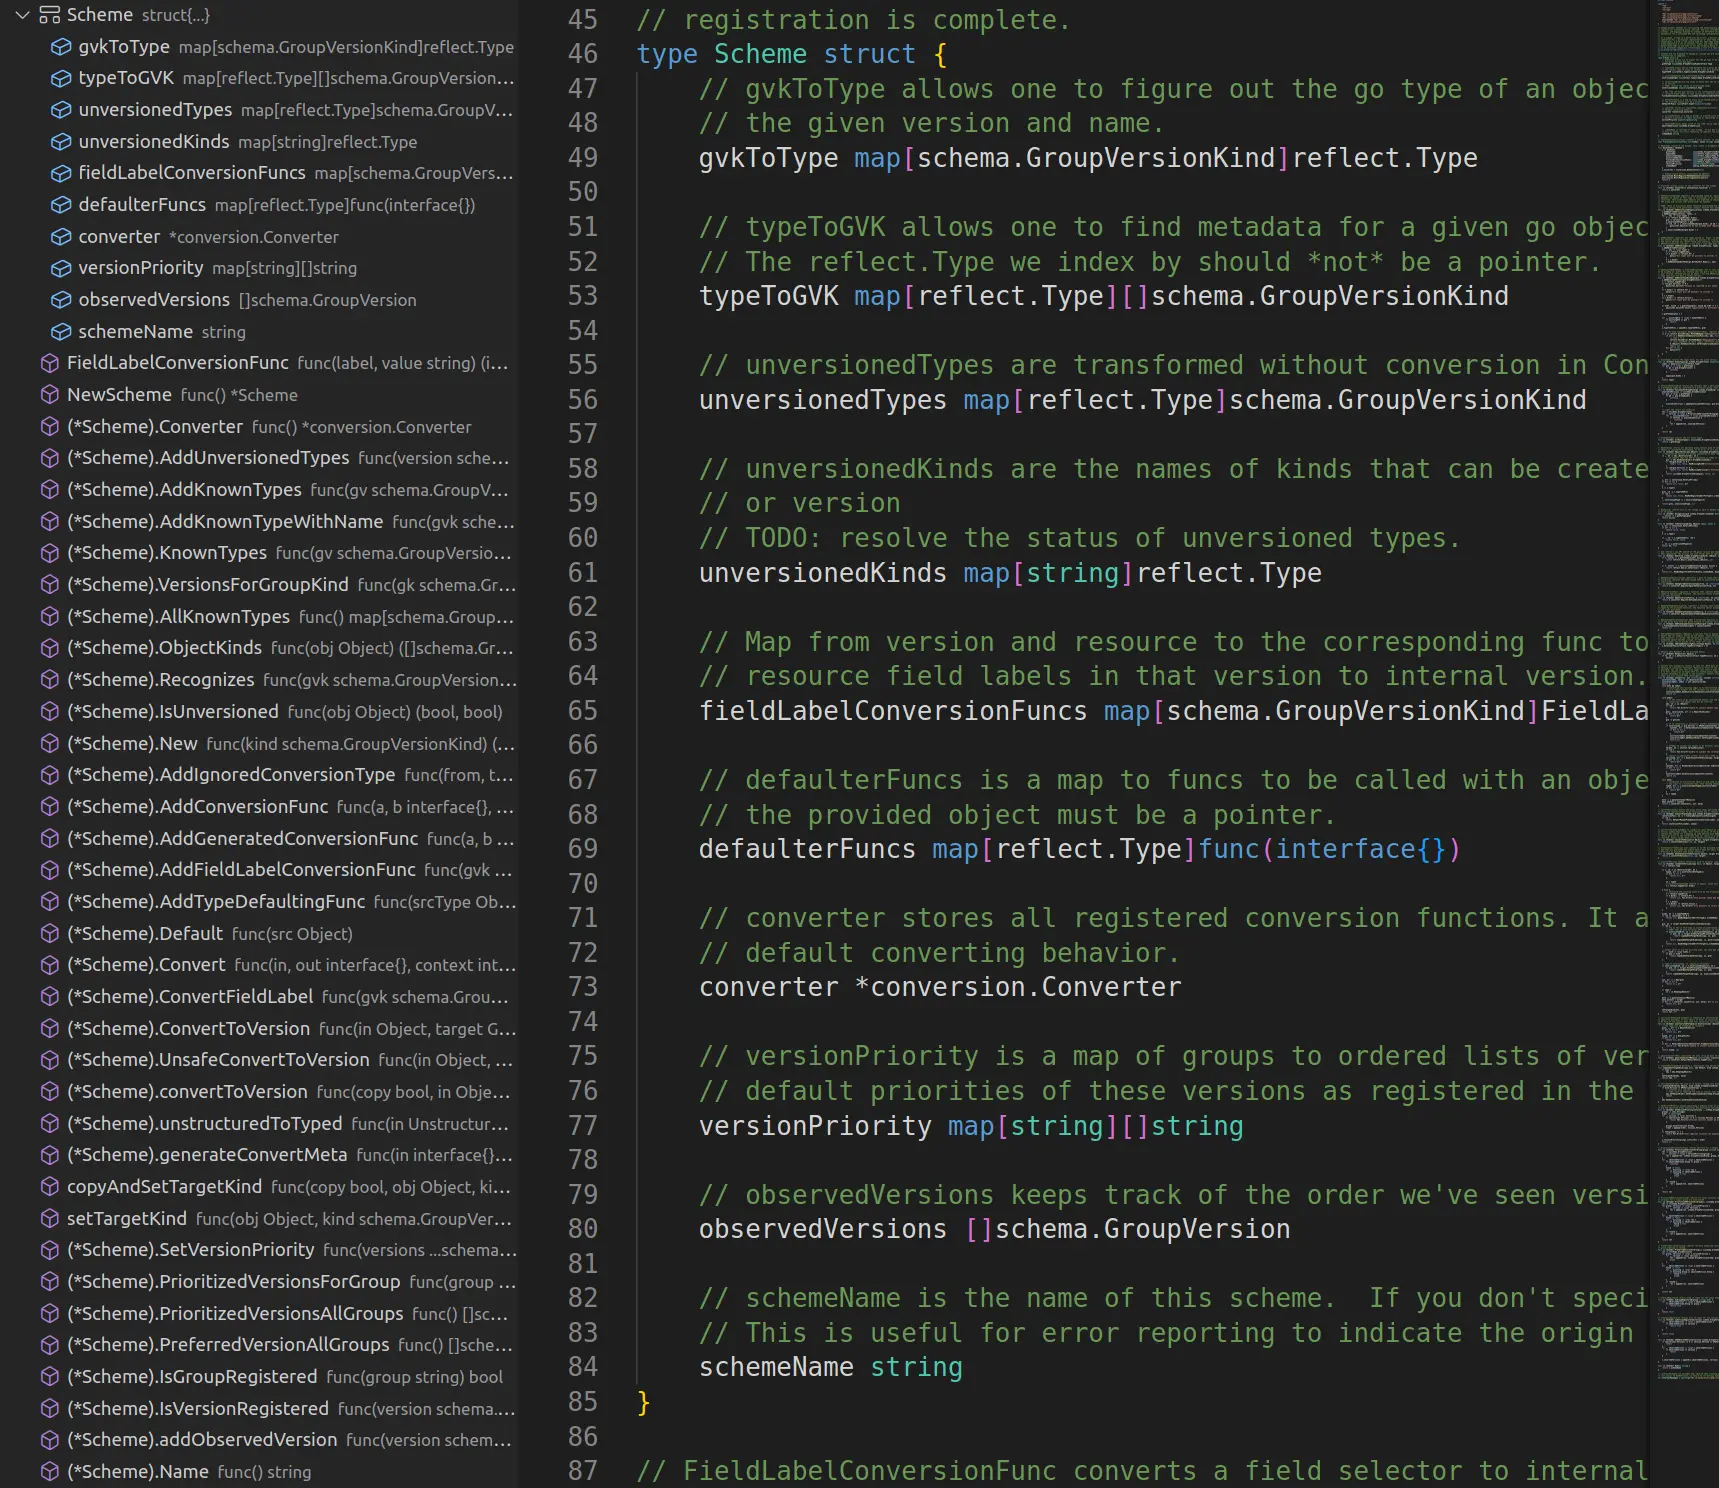 Scheme struct{...}
gvkToType map[schema.GroupVersionKind]reflect.Type
typeToGVK map[reflect.Type][]schema.GroupVersion...
unversionedTypes map[reflect.Type]schema.GroupV...
unversionedKinds map[string]reflect.Type
fieldLabelConversionFuncs map[schema.GroupVers...
defaulterFuncs map[reflect.Type]func(interface{})
converter *conversion.Converter
versionPriority map[string][]string
observedVersions []schema.GroupVersion
schemeName string
FieldLabelConversionFunc func(label, value string) (i...
NewScheme func() *Scheme
(*Scheme).Converter func() *conversion.Converter
(*Scheme).AddUnversionedTypes func(version sche...
(*Scheme).AddKnownTypes func(gv schema.GroupV...
(*Scheme).AddKnownTypeWithName func(gvk sche...
(*Scheme).KnownTypes func(gv schema.GroupVersio...
(*Scheme).VersionsForGroupKind func(gk schema.Gr...
(*Scheme).AllKnownTypes func() map[schema.Group...
(*Scheme).ObjectKinds func(obj Object) ([]schema.Gr...
(*Scheme).Recognizes func(gvk schema.GroupVersion...
(*Scheme).IsUnversioned func(obj Object) (bool, bool)
(*Scheme).New func(kind schema.GroupVersionKind) (...
(*Scheme).AddIgnoredConversionType func(from, t...
(*Scheme).AddConversionFunc func(a, b interface{}, ...
(*Scheme).AddGeneratedConversionFunc func(a, b ...
(*Scheme).AddFieldLabelConversionFunc func(gvk ...
(*Scheme).AddTypeDefaultingFunc func(srcType Ob...
(*Scheme).Default func(src Object)
(*Scheme).Convert func(in, out interface{}, context int...
(*Scheme).ConvertFieldLabel func(gvk schema.Grou...
(*Scheme).ConvertToVersion func(in Object, target G...
(*Scheme).UnsafeConvertToVersion func(in Object, ...
(*Scheme).convertToVersion func(copy bool, in Obje...
(*Scheme).unstructuredToTyped func(in Unstructur...
(*Scheme).generateConvertMeta func(in interface{}...
copyAndSetTargetKind func(copy bool, obj Object, ki...
setTargetKind func(obj Object, kind schema.GroupVer...
(*Scheme).SetVersionPriority func(versions ...schema...
(*Scheme).PrioritizedVersionsForGroup func(group ...
(*Scheme).PrioritizedVersionsAllGroups func() []sc...
(*Scheme).PreferredVersionAllGroups func() []sche...
(*Scheme).IsGroupRegistered func(group string) bool
(*Scheme).IsVersionRegistered func(version schema....
(*Scheme).addObservedVersion func(version schem...
(*Scheme).Name func() string
45 // registration is complete.
46 type Scheme struct {
47 // gvkToType allows one to figure out the go type of an objec
48 // the given version and name.
49 gvkToType map[schema.GroupVersionKind]reflect.Type
50
51 // typeToGVK allows one to find metadata for a given go objec
52 // The reflect.Type we index by should *not* be a pointer.
53 typeToGVK map[reflect.Type][]schema.GroupVersionKind
54
55 // unversionedTypes are transformed without conversion in Con
56 unversionedTypes map[reflect.Type]schema.GroupVersionKind
57
58 // unversionedKinds are the names of kinds that can be create
59 // or version
60 // TODO: resolve the status of unversioned types.
61 unversionedKinds map[string]reflect.Type
62
63 // Map from version and resource to the corresponding func to
64 // resource field labels in that version to internal version.
65 fieldLabelConversionFuncs map[schema.GroupVersionKind]FieldLa
66
67 // defaulterFuncs is a map to funcs to be called with an obje
68 // the provided object must be a pointer.
69 defaulterFuncs map[reflect.Type]func(interface{})
70
71 // converter stores all registered conversion functions. It a
72 // default converting behavior.
73 converter *conversion.Converter
74
75 // versionPriority is a map of groups to ordered lists of ver
76 // default priorities of these versions as registered in the
77 versionPriority map[string][]string
78
79 // observedVersions keeps track of the order we've seen versi
80 observedVersions []schema.GroupVersion
81
82 // schemeName is the name of this scheme.  If you don't speci
83 // This is useful for error reporting to indicate the origin
84 schemeName string
85 }
86
87 // FieldLabelConversionFunc converts a field selector to internal